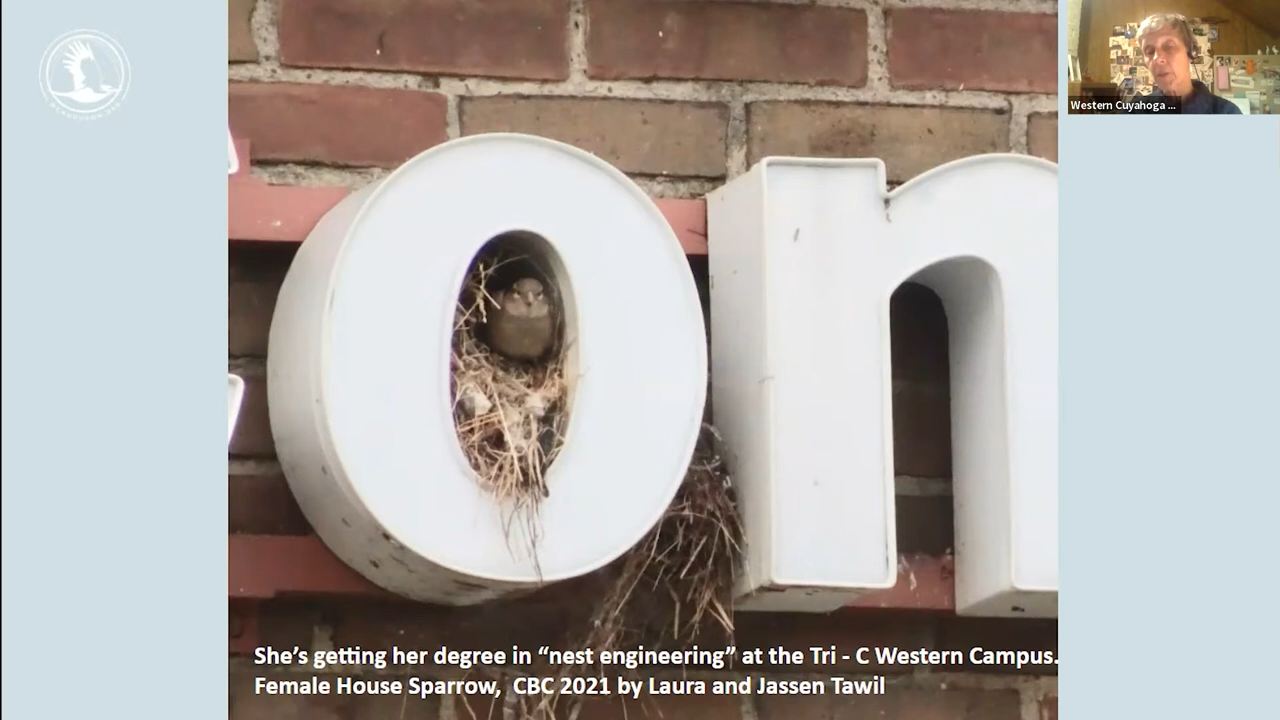 Western Cuyahoga ...
on
She's getting her degree in “nest engineering” at the Tri - C Western Campus.
Female House Sparrow,  CBC 2021 by Laura and Jassen Tawil